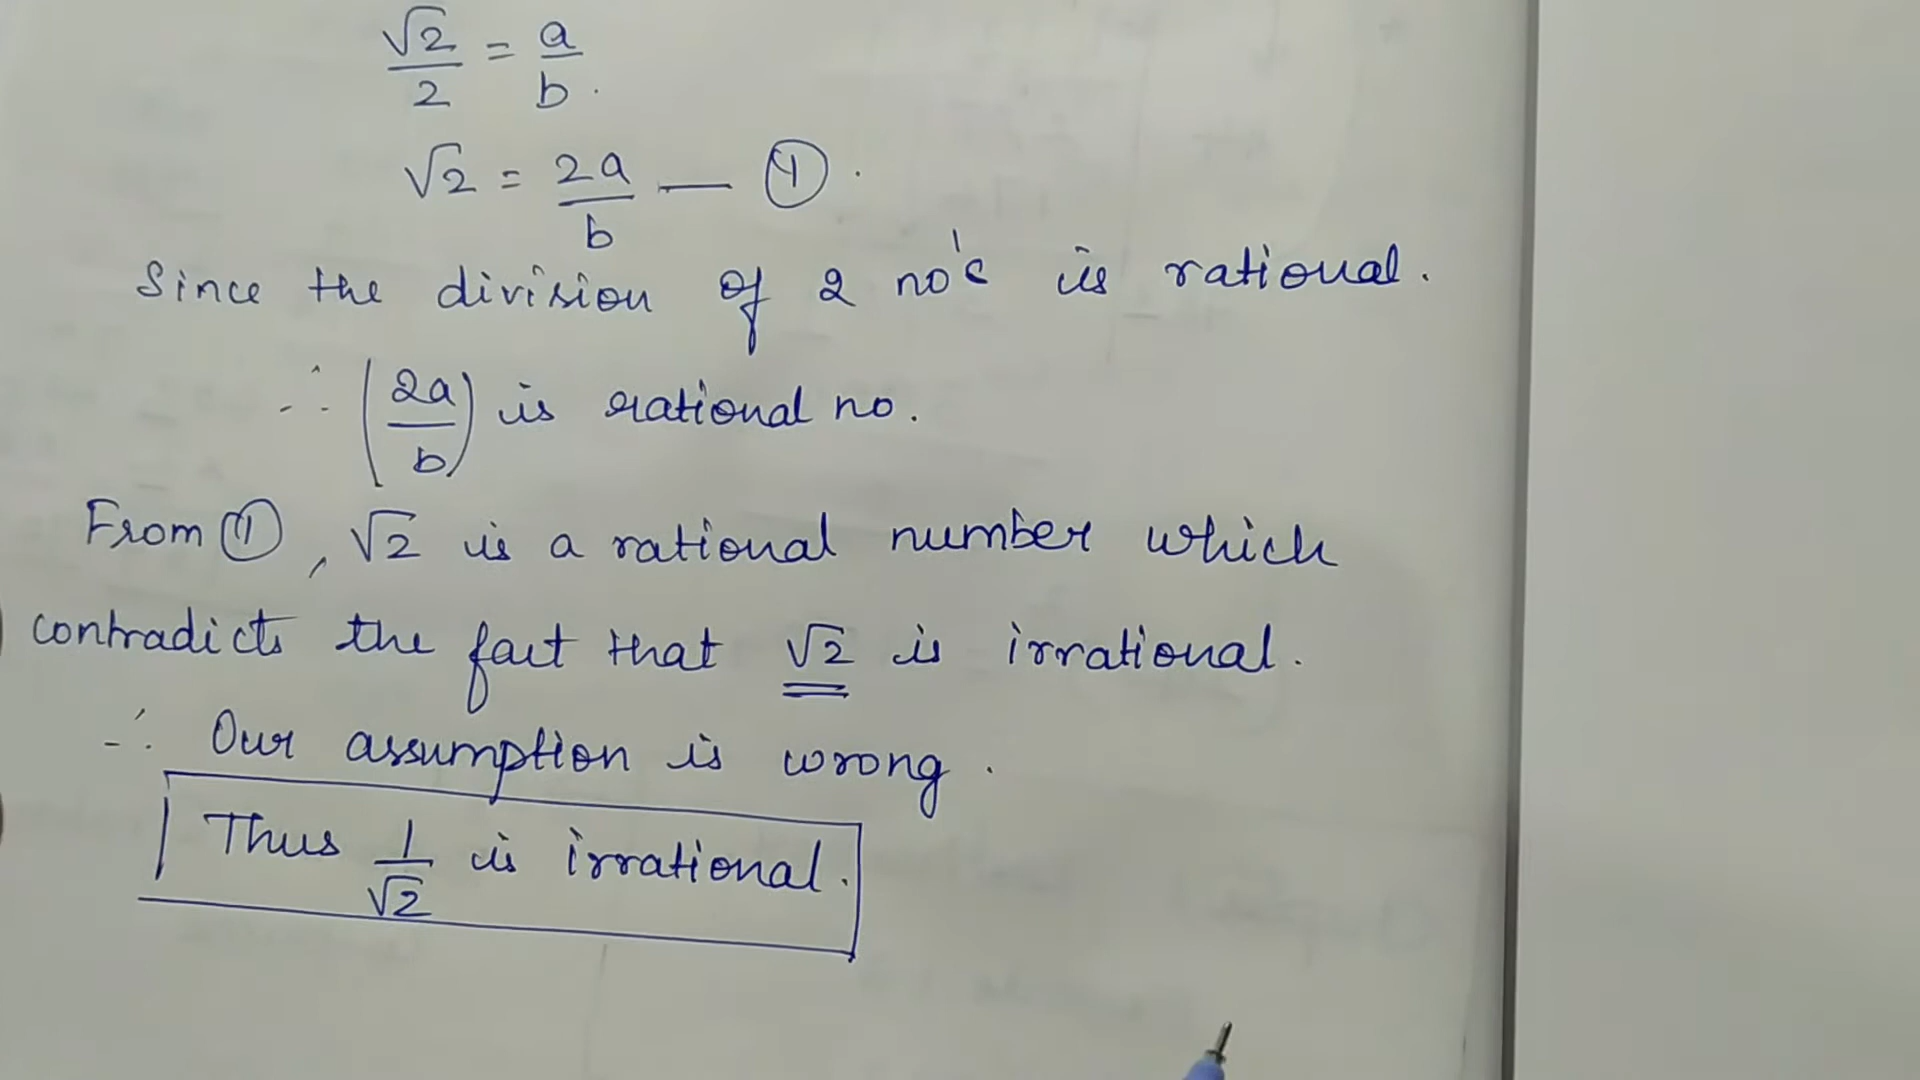 √2/2 = a/b.
√2 = 2a/b — ①.
Since the division of 2 no's is rational.
∴ (2a/b) is rational no.
From ①, √2 is a rational number which
contradicts the fact that √2 is irrational.
∴ Our assumption is wrong.
Thus 1/√2 is irrational.